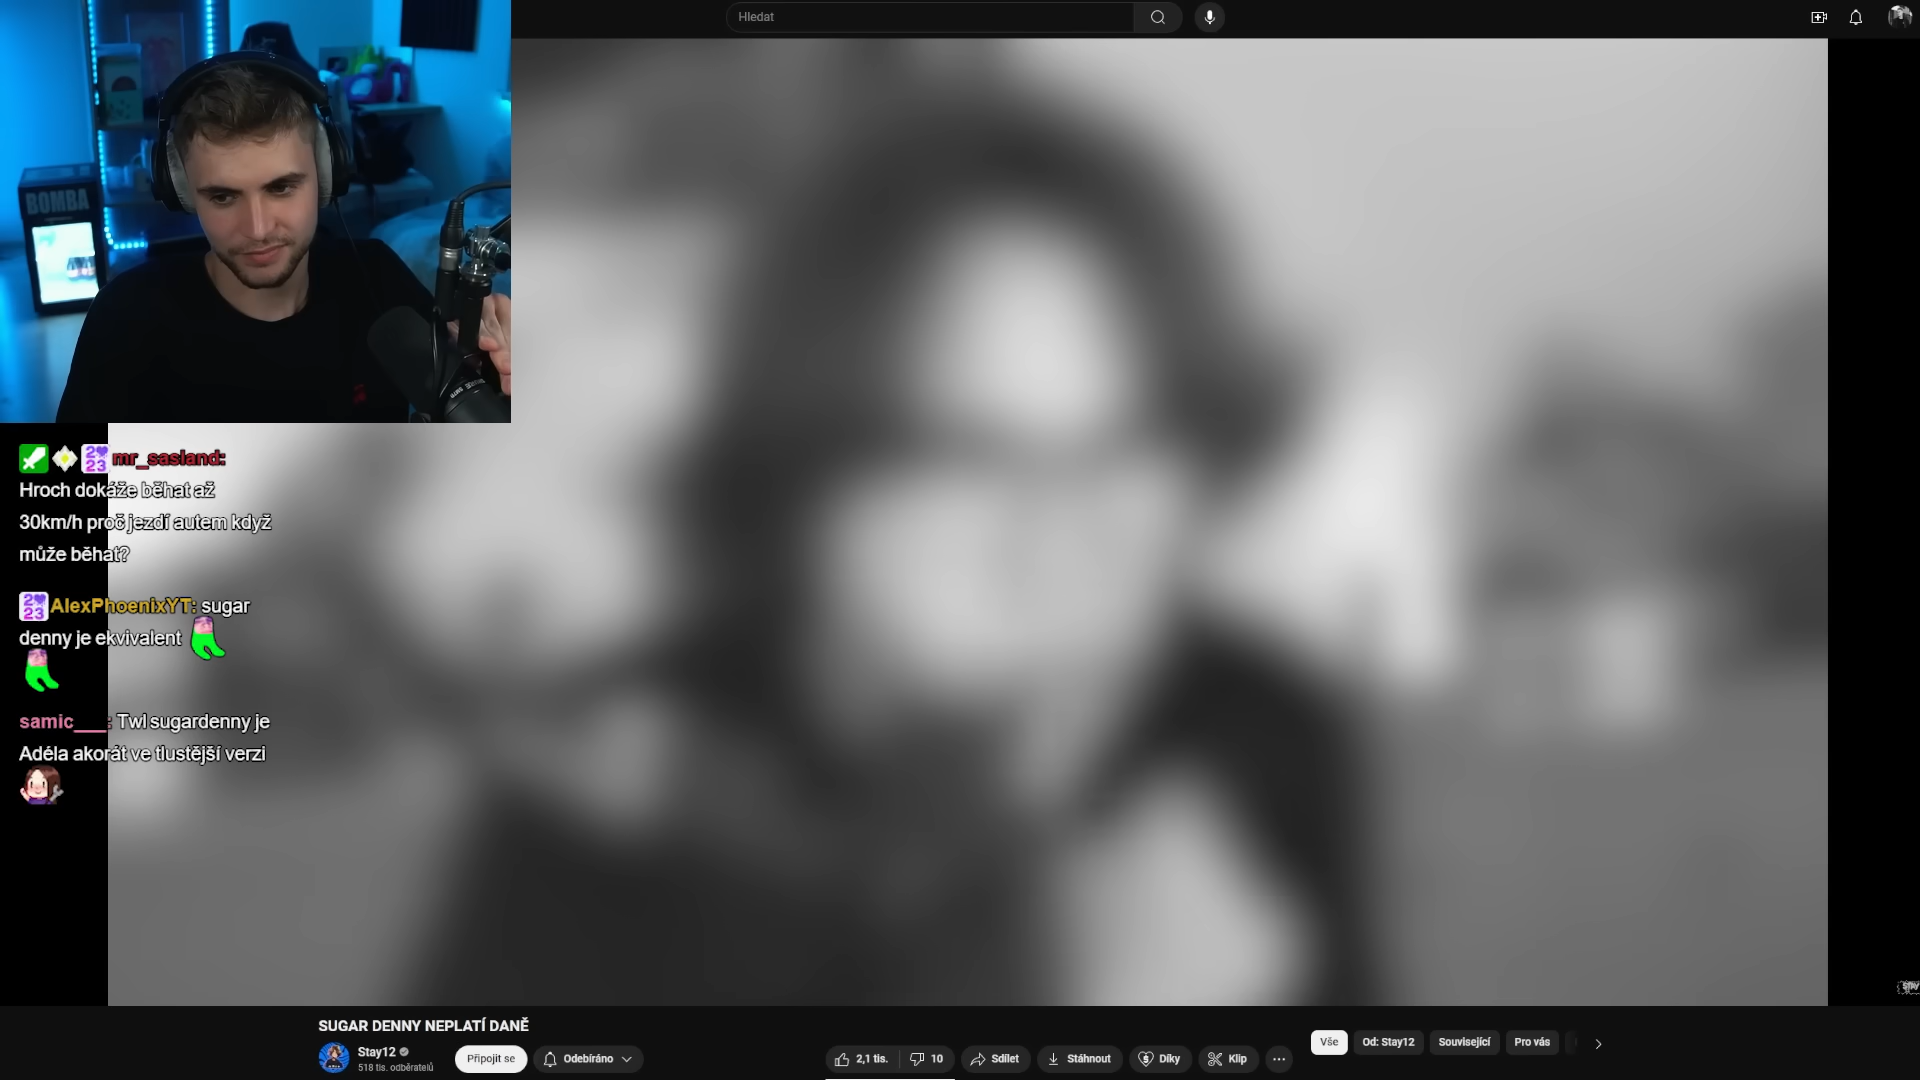 Hledat
BOMBA
mr_sasland:
Hroch dokáže běhat až
30km/h proč jezdí autem když
může běhat?
AlexPhoenixYT: sugar
denny je ekvivalent
samic___: Twl sugardenny je
Adéla akorát ve tlustější verzi
SUGAR DENNY NEPLATÍ DANĚ
Stay12
518 tis. odběratelů
Připojit se
Odebíráno
2,1 tis.
10
Sdílet
Stáhnout
Díky
Klip
Vše
Od: Stay12
Související
Pro vás